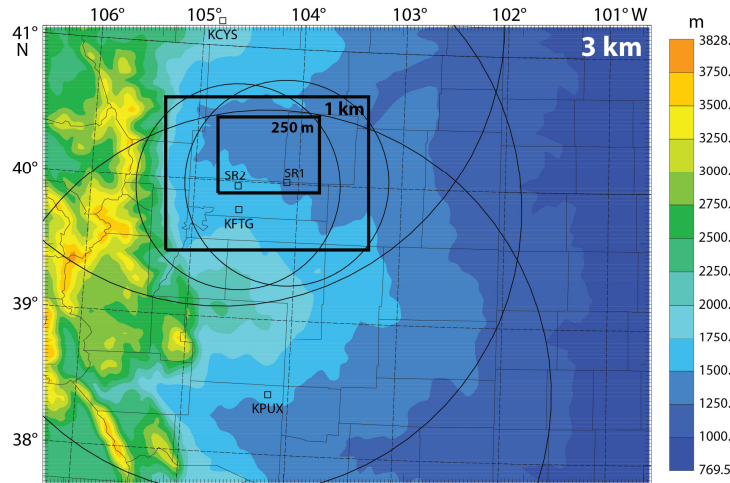 106° 105° 104° 103° 102° 101°W m
41°
N
KCYS
3 km
1 km
250 m
40°
SR2
SR1
KFTG
39°
KPUX
38°
3828.
3750.
3500.
3250.
3000.
2750.
2500.
2250.
2000.
1750.
1500.
1250.
1000.
769.5